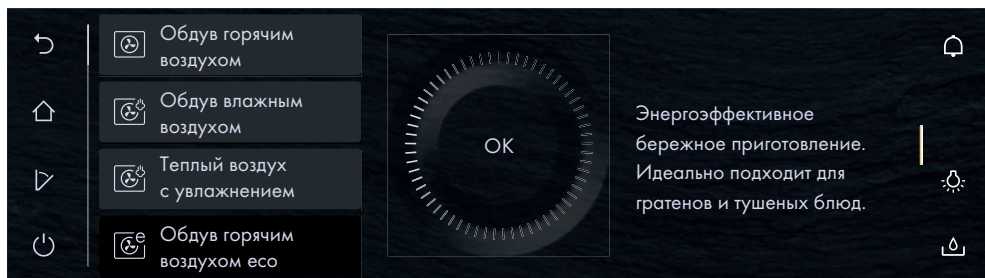 Обдув горячим
воздухом
Обдув влажным
воздухом
Теплый воздух
с увлажнением
e
Обдув горячим
воздухом eco
OK
Энергоэффективное
бережное приготовление.
Идеально подходит для
гратенов и тушеных блюд.